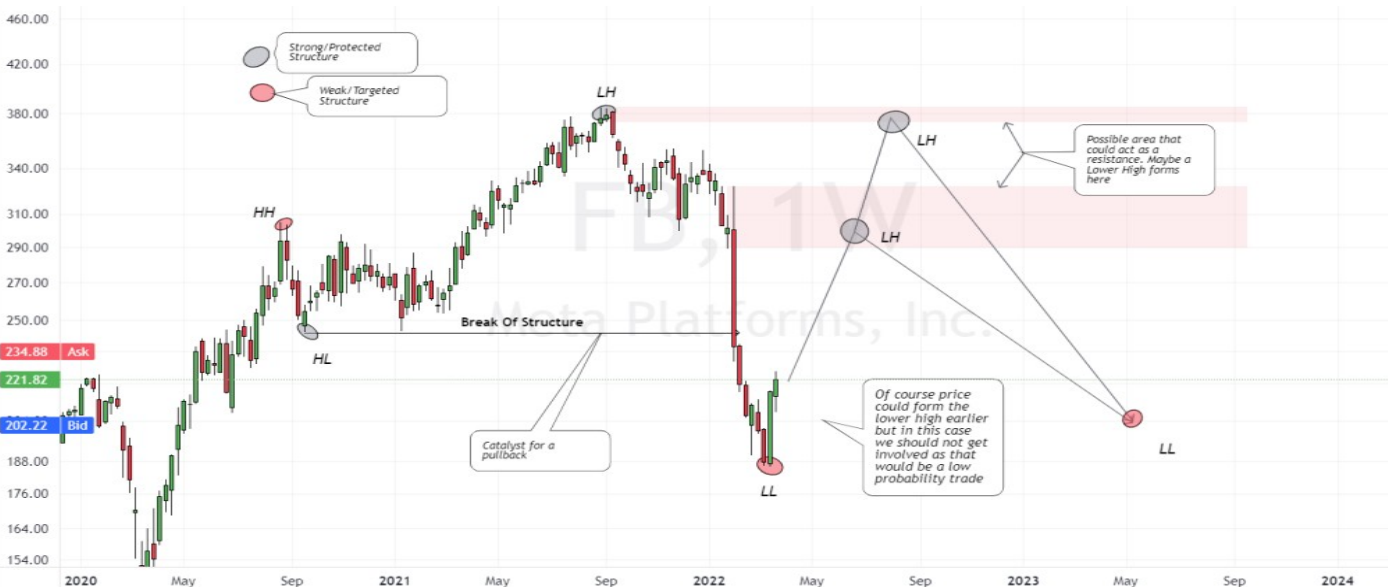 460.00
420.00
380.00
340.00
310.00
290.00
270.00
250.00
234.88 Ask
221.82
202.22 Bid
188.00
176.00
164.00
154.00
Strong/Protected
Structure
Weak/Targeted
Structure
LH
HH
HL
FB, 1W
Meta Platforms, Inc.
Break Of Structure
Catalyst for a
pullback
LL
LH
LH
Possible area that
could act as a
resistance. Maybe a
Lower High forms
here
Of course price
could form the
lower high earlier
but in this case
we should not get
involved as that
would be a low
probability trade
LL
2020 May Sep 2021 May Sep 2022 May Sep 2023 May Sep 2024